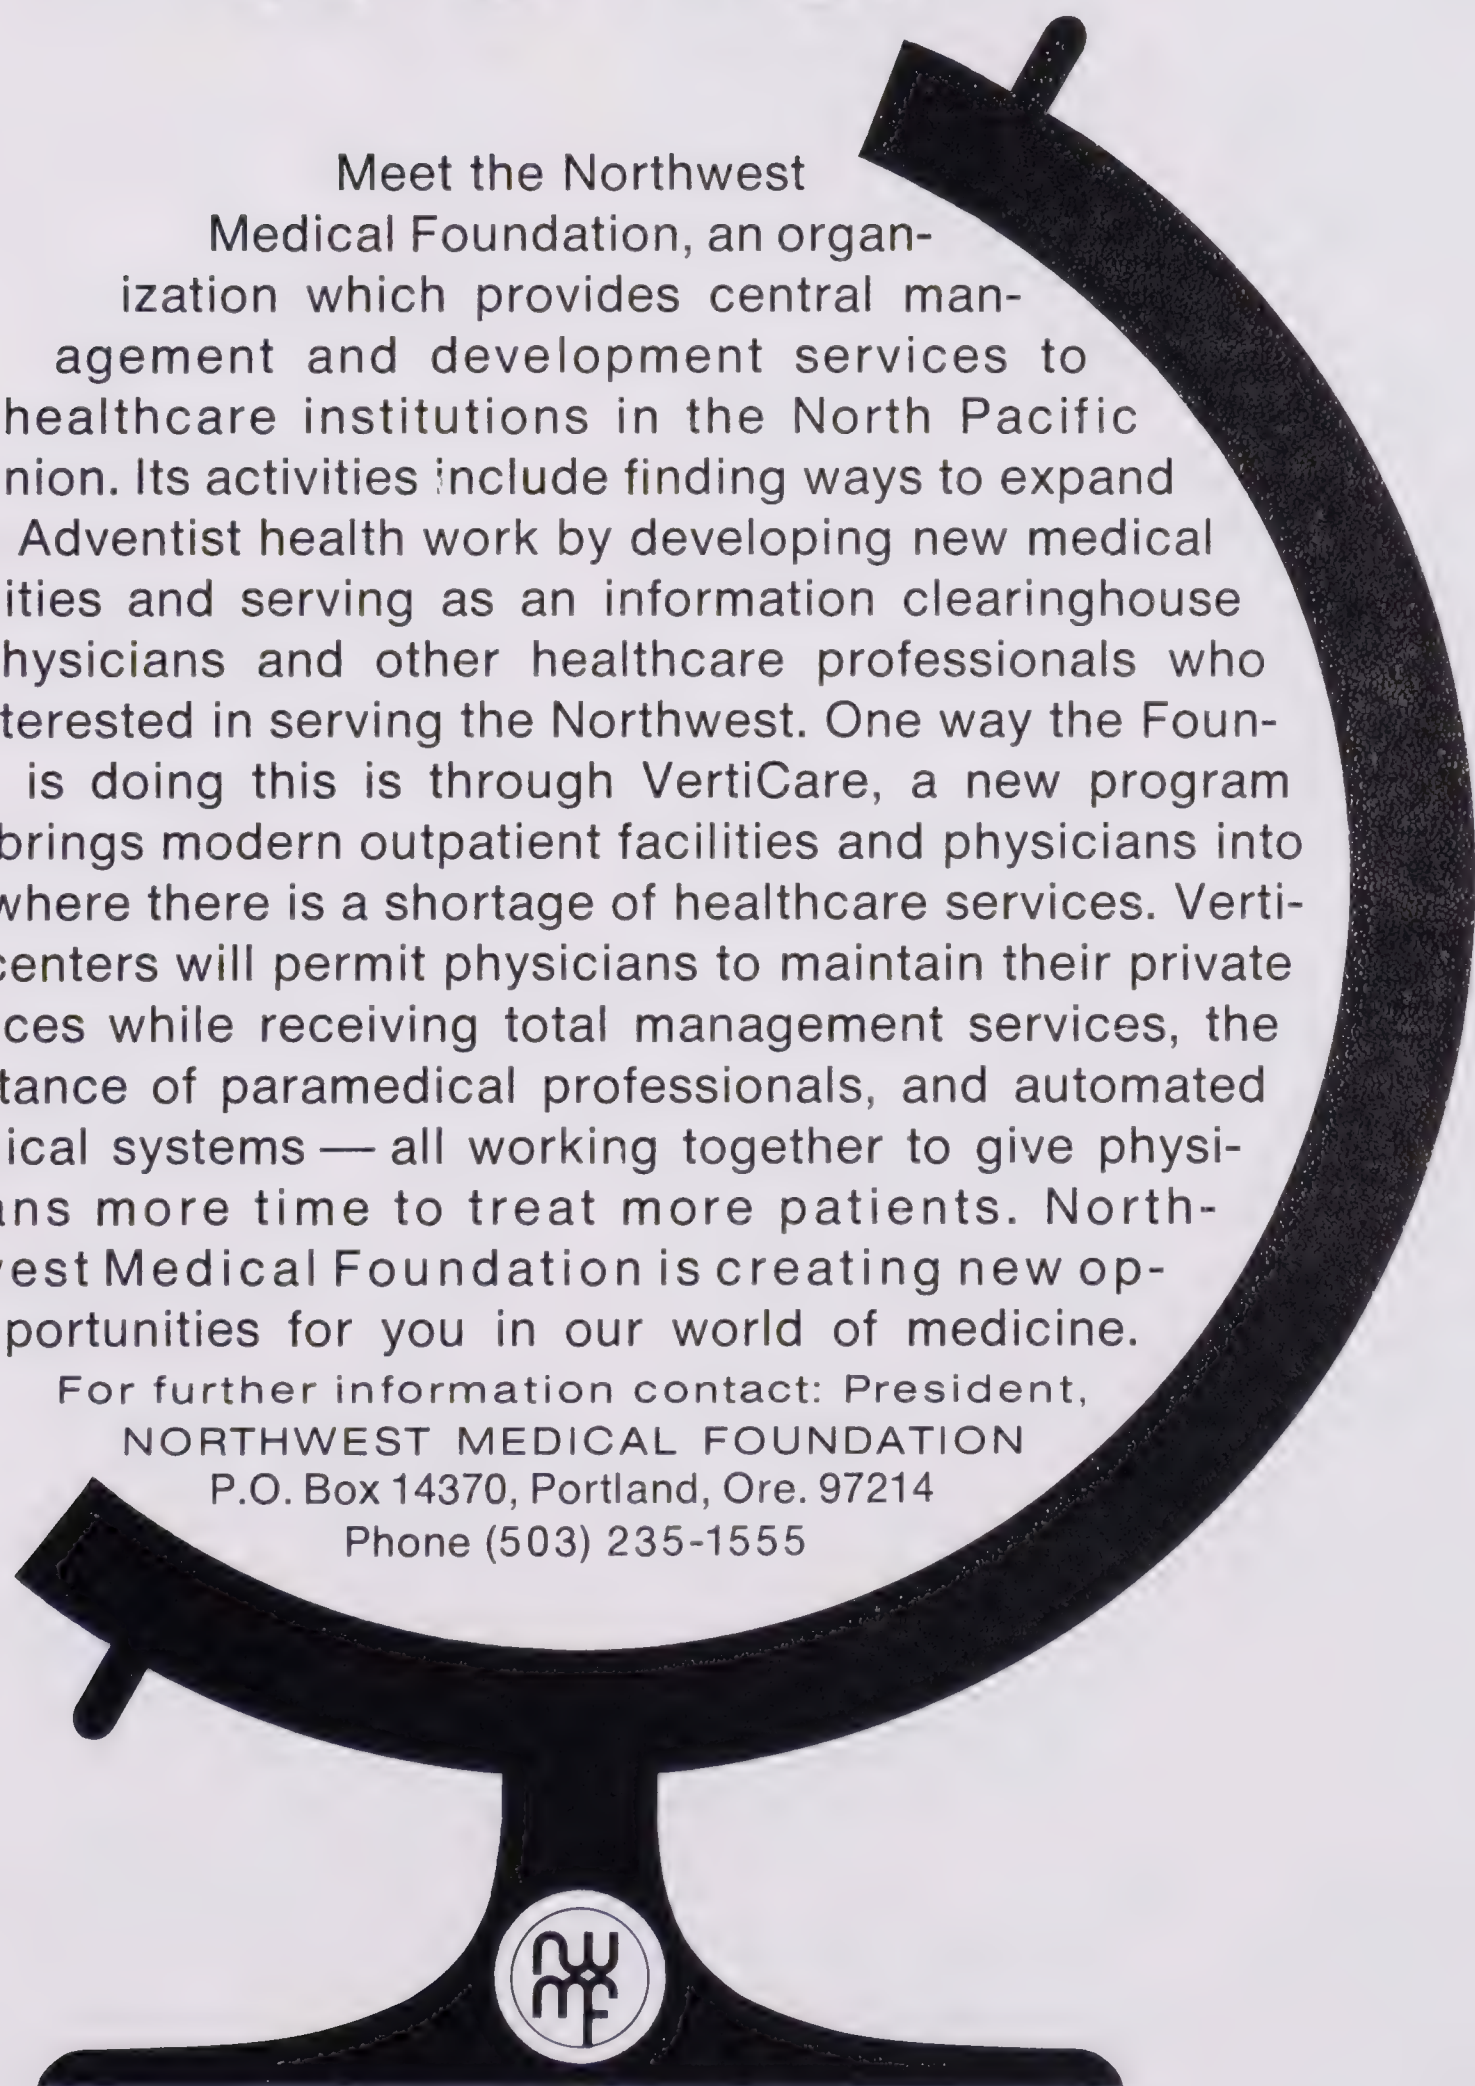 Meet the Northwest
Medical Foundation, an organ-
ization which provides central man-
agement and development services to
healthcare institutions in the North Pacific
nion. Its activities include finding ways to expand
Adventist health work by developing new medical
ities and serving as an information clearinghouse
hysicians and other healthcare professionals who
terested in serving the Northwest. One way the Foun-
is doing this is through VertiCare, a new program
brings modern outpatient facilities and physicians into
where there is a shortage of healthcare services. Verti-
centers will permit physicians to maintain their private
ces while receiving total management services, the
tance of paramedical professionals, and automated
ical systems — all working together to give physi-
ans more time to treat more patients. North-
est Medical Foundation is creating new op-
portunities for you in our world of medicine.
For further information contact: President,
NORTHWEST MEDICAL FOUNDATION
P.O. Box 14370, Portland, Ore. 97214
Phone (503) 235-1555
nw
mf